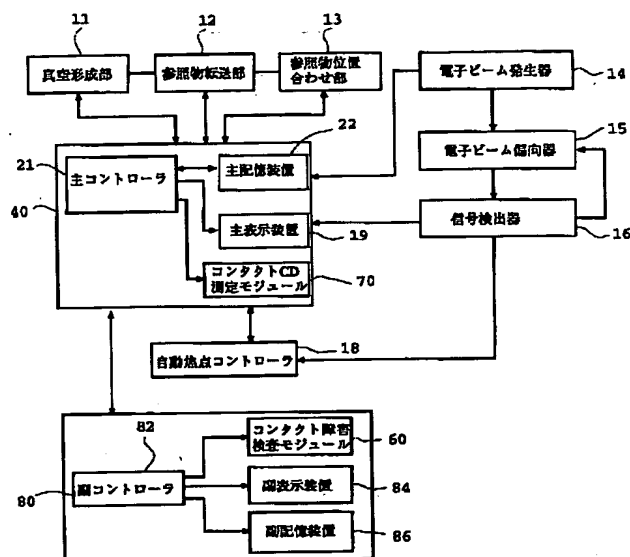 11
12
13
真空形成部
参照物転送部
参照物位置
合わせ部
電子ビーム発生器
14
22
15
21
主コントローラ
主記憶装置
電子ビーム偏向器
40
主表示装置
19
信号検出器
16
コンタクトCD
測定モジュール
70
自動焦点コントローラ
18
82
コンタクト障害
検査モジュール
60
80
副コントローラ
副表示装置
84
副記憶装置
86